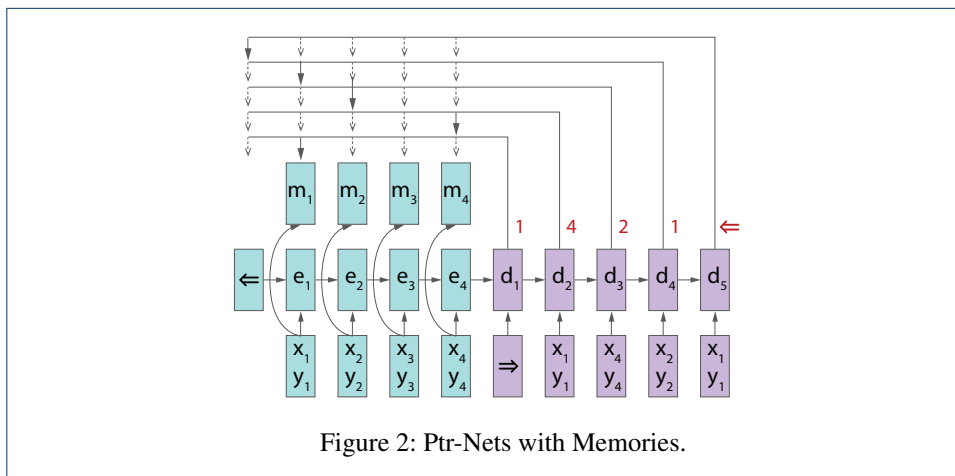 m₁ m₂ m₃ m₄
1 4 2 1 ⇐
⇐ e₁ e₂ e₃ e₄ d₁ d₂ d₃ d₄ d₅
x₁ x₂ x₃ x₄ ⇒ x₁ x₄ x₂ x₁
y₁ y₂ y₃ y₄ y₁ y₄ y₂ y₁
Figure 2: Ptr-Nets with Memories.